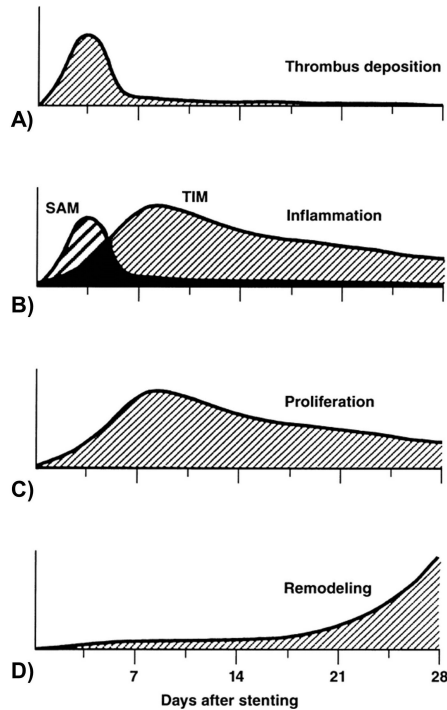 Thrombus deposition
A)
SAM
TIM
Inflammation
B)
Proliferation
C)
Remodeling
D)
7 14 21 28
Days after stenting